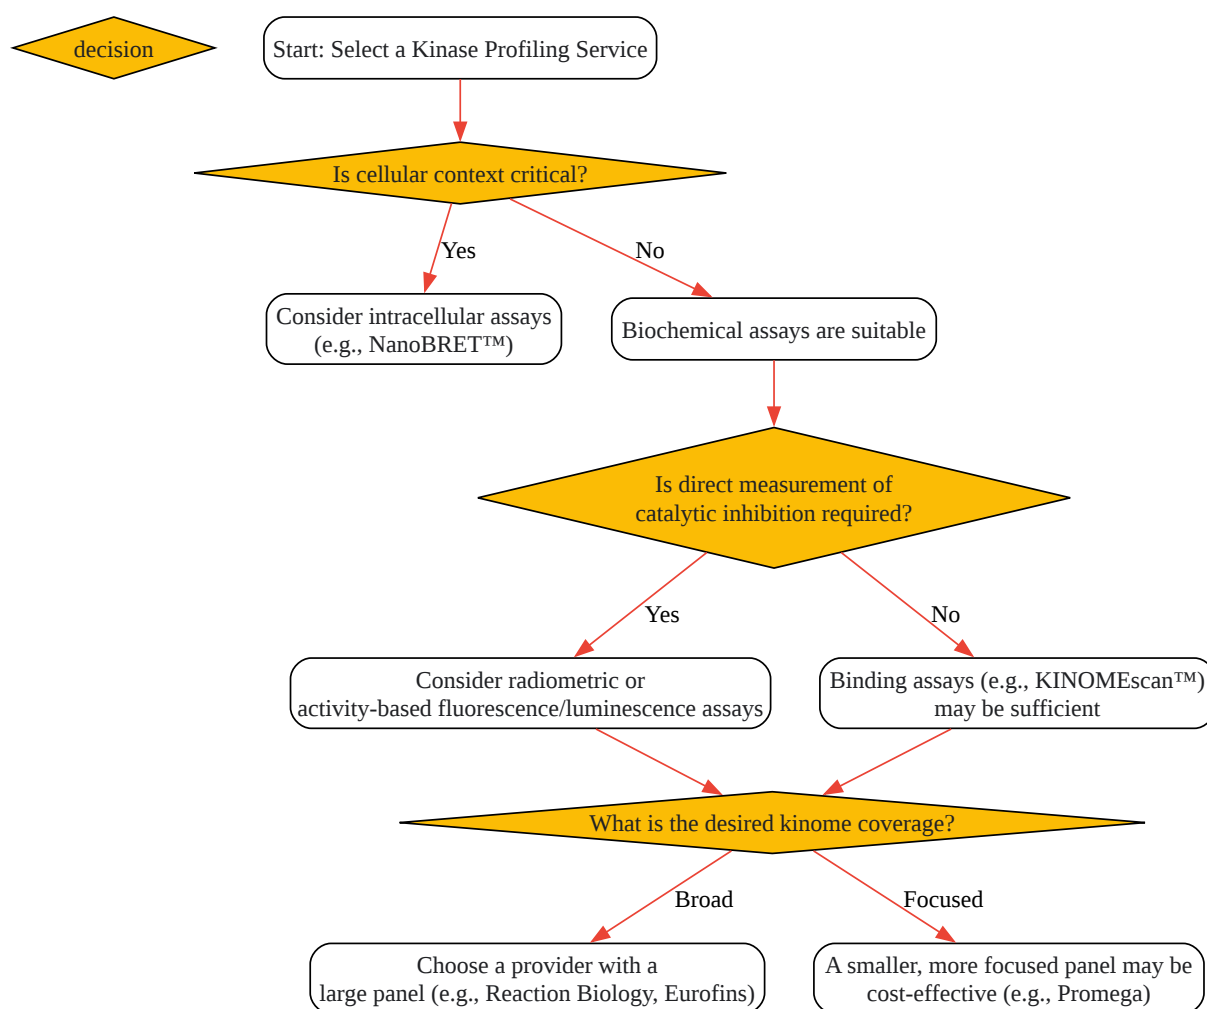 decision
Start: Select a Kinase Profiling Service
Is cellular context critical?
Yes
No
Consider intracellular assays
(e.g., NanoBRET™)
Biochemical assays are suitable
Is direct measurement of
catalytic inhibition required?
Yes
No
Consider radiometric or
activity-based fluorescence/luminescence assays
Binding assays (e.g., KINOMEscan™)
may be sufficient
What is the desired kinome coverage?
Broad
Focused
Choose a provider with a
large panel (e.g., Reaction Biology, Eurofins)
A smaller, more focused panel may be
cost-effective (e.g., Promega)